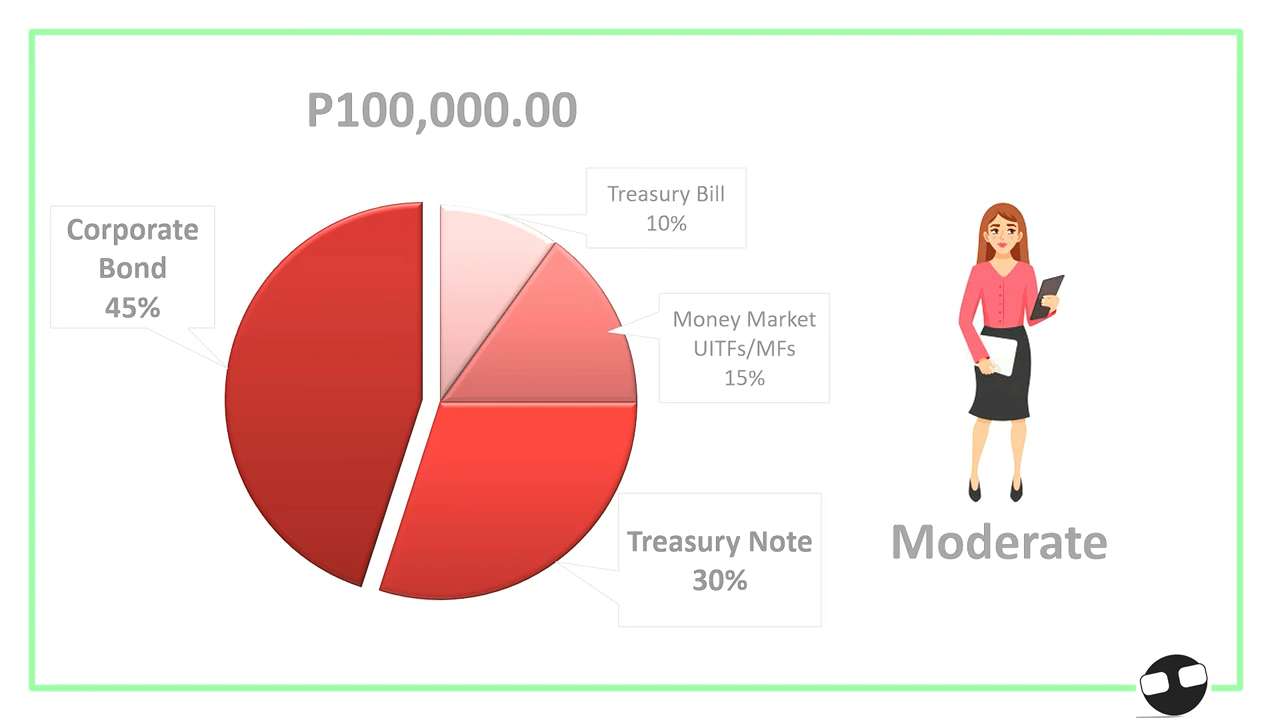 P100,000.00
Treasury Bill
10%
Corporate
Bond
45%
Money Market
UITFs/MFs
15%
Treasury Note
30%
Moderate